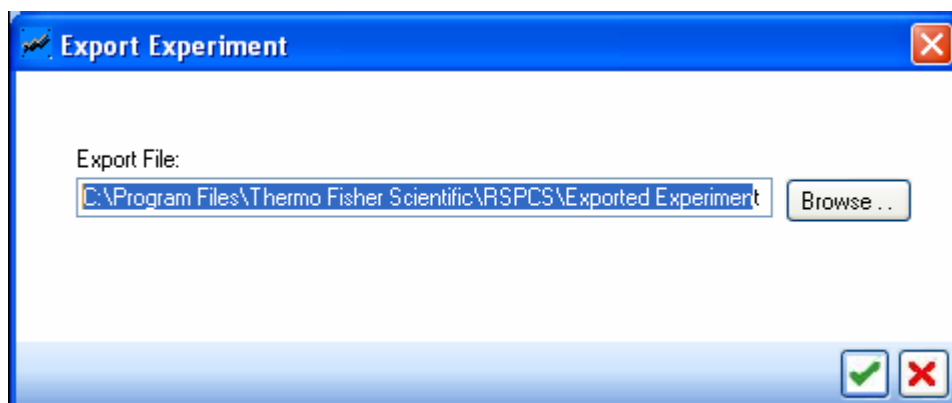 Export Experiment
Export File:
C:\Program Files\Thermo Fisher Scientific\RSPCS\Exported Experiment
Browse . .